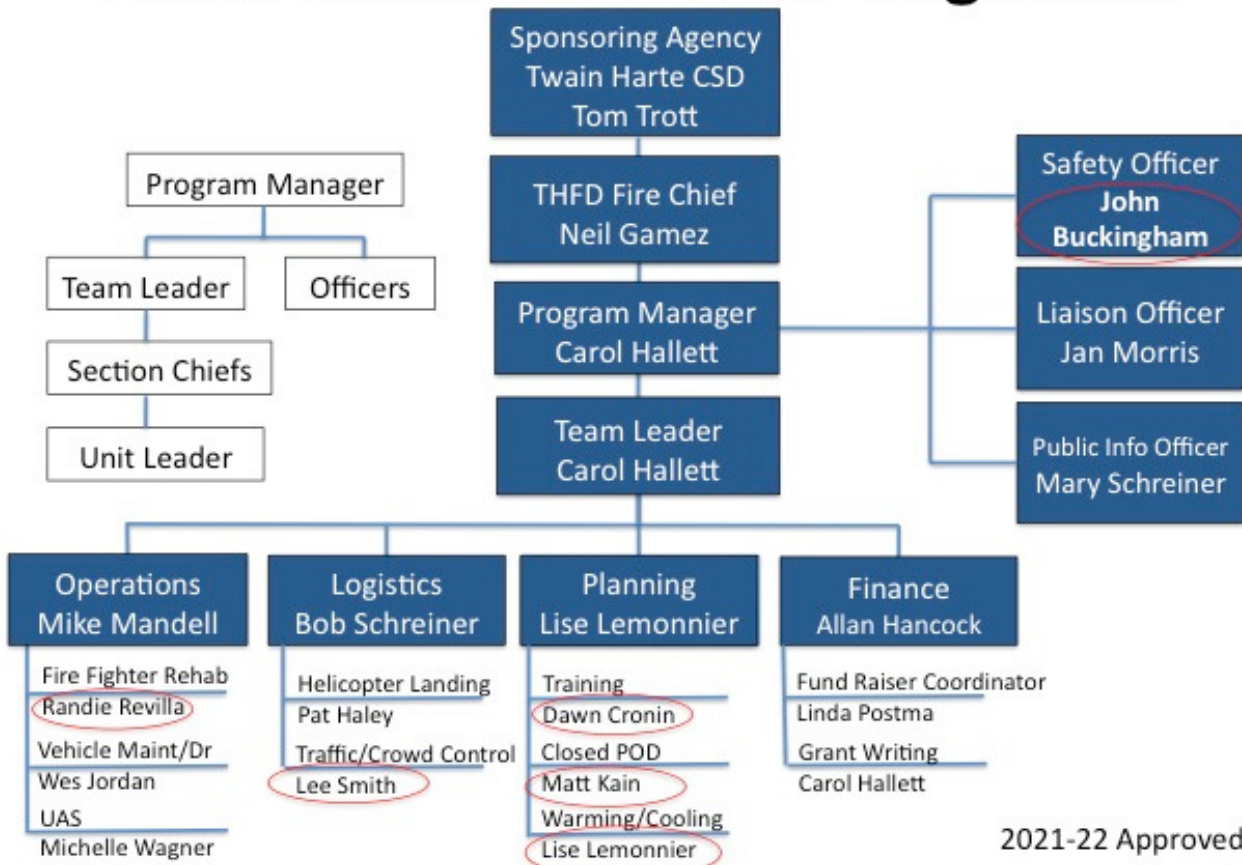 Sponsoring Agency
Twain Harte CSD
Tom Trott
THFD Fire Chief
Neil Gamez
Program Manager
Carol Hallett
Team Leader
Carol Hallett
Program Manager
Team Leader
Officers
Section Chiefs
Unit Leader
Safety Officer
John
Buckingham
Liaison Officer
Jan Morris
Public Info Officer
Mary Schreiner
Operations
Mike Mandell
Fire Fighter Rehab
Randie Revilla
Vehicle Maint/Dr
Wes Jordan
UAS
Michelle Wagner
Logistics
Bob Schreiner
Helicopter Landing
Pat Haley
Traffic/Crowd Control
Lee Smith
Planning
Lise Lemonnier
Training
Dawn Cronin
Closed POD
Matt Kain
Warming/Cooling
Lise Lemonnier
Finance
Allan Hancock
Fund Raiser Coordinator
Linda Postma
Grant Writing
Carol Hallett
2021-22 Approved